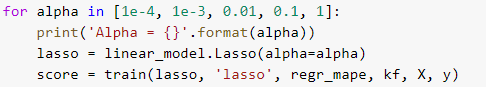 for alpha in [1e-4, 1e-3, 0.01, 0.1, 1]:
    print('Alpha = {}'.format(alpha))
    lasso = linear_model.Lasso(alpha=alpha)
    score = train(lasso, 'lasso', regr_mape, kf, X, y)